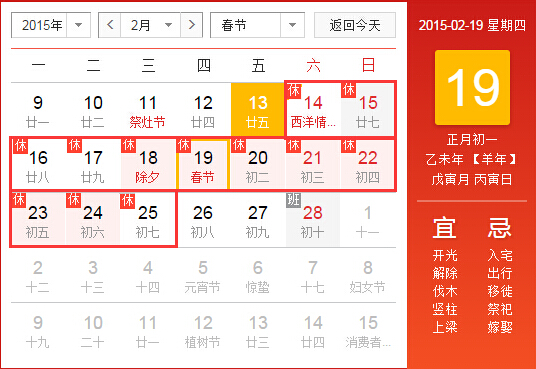 2015年 2月 春节 返回今天
一 二 三 四 五 六 日
9 10 11 12 13 休 14 休 15
廿一 廿二 祭灶节 廿四 廿五 西洋情... 廿七
休 16 休 17 休 18 休 19 休 20 休 21 休 22
廿八 廿九 除夕 春节 初二 初三 初四
休 23 休 24 休 25 26 27 班 28 1
初五 初六 初七 初八 初九 初十 十一
2 3 4 5 6 7 8
十二 十三 十四 元宵节 惊蛰 十七 妇女节
9 10 11 12 13 14 15
十九 二十 廿一 植树节 廿三 廿四 消费者...
2015-02-19 星期四
19
正月初一
乙未年 【羊年】
戊寅月 丙寅日
宜 忌
开光 入宅
解除 出行
伐木 移徙
竖柱 祭祀
上梁 嫁娶